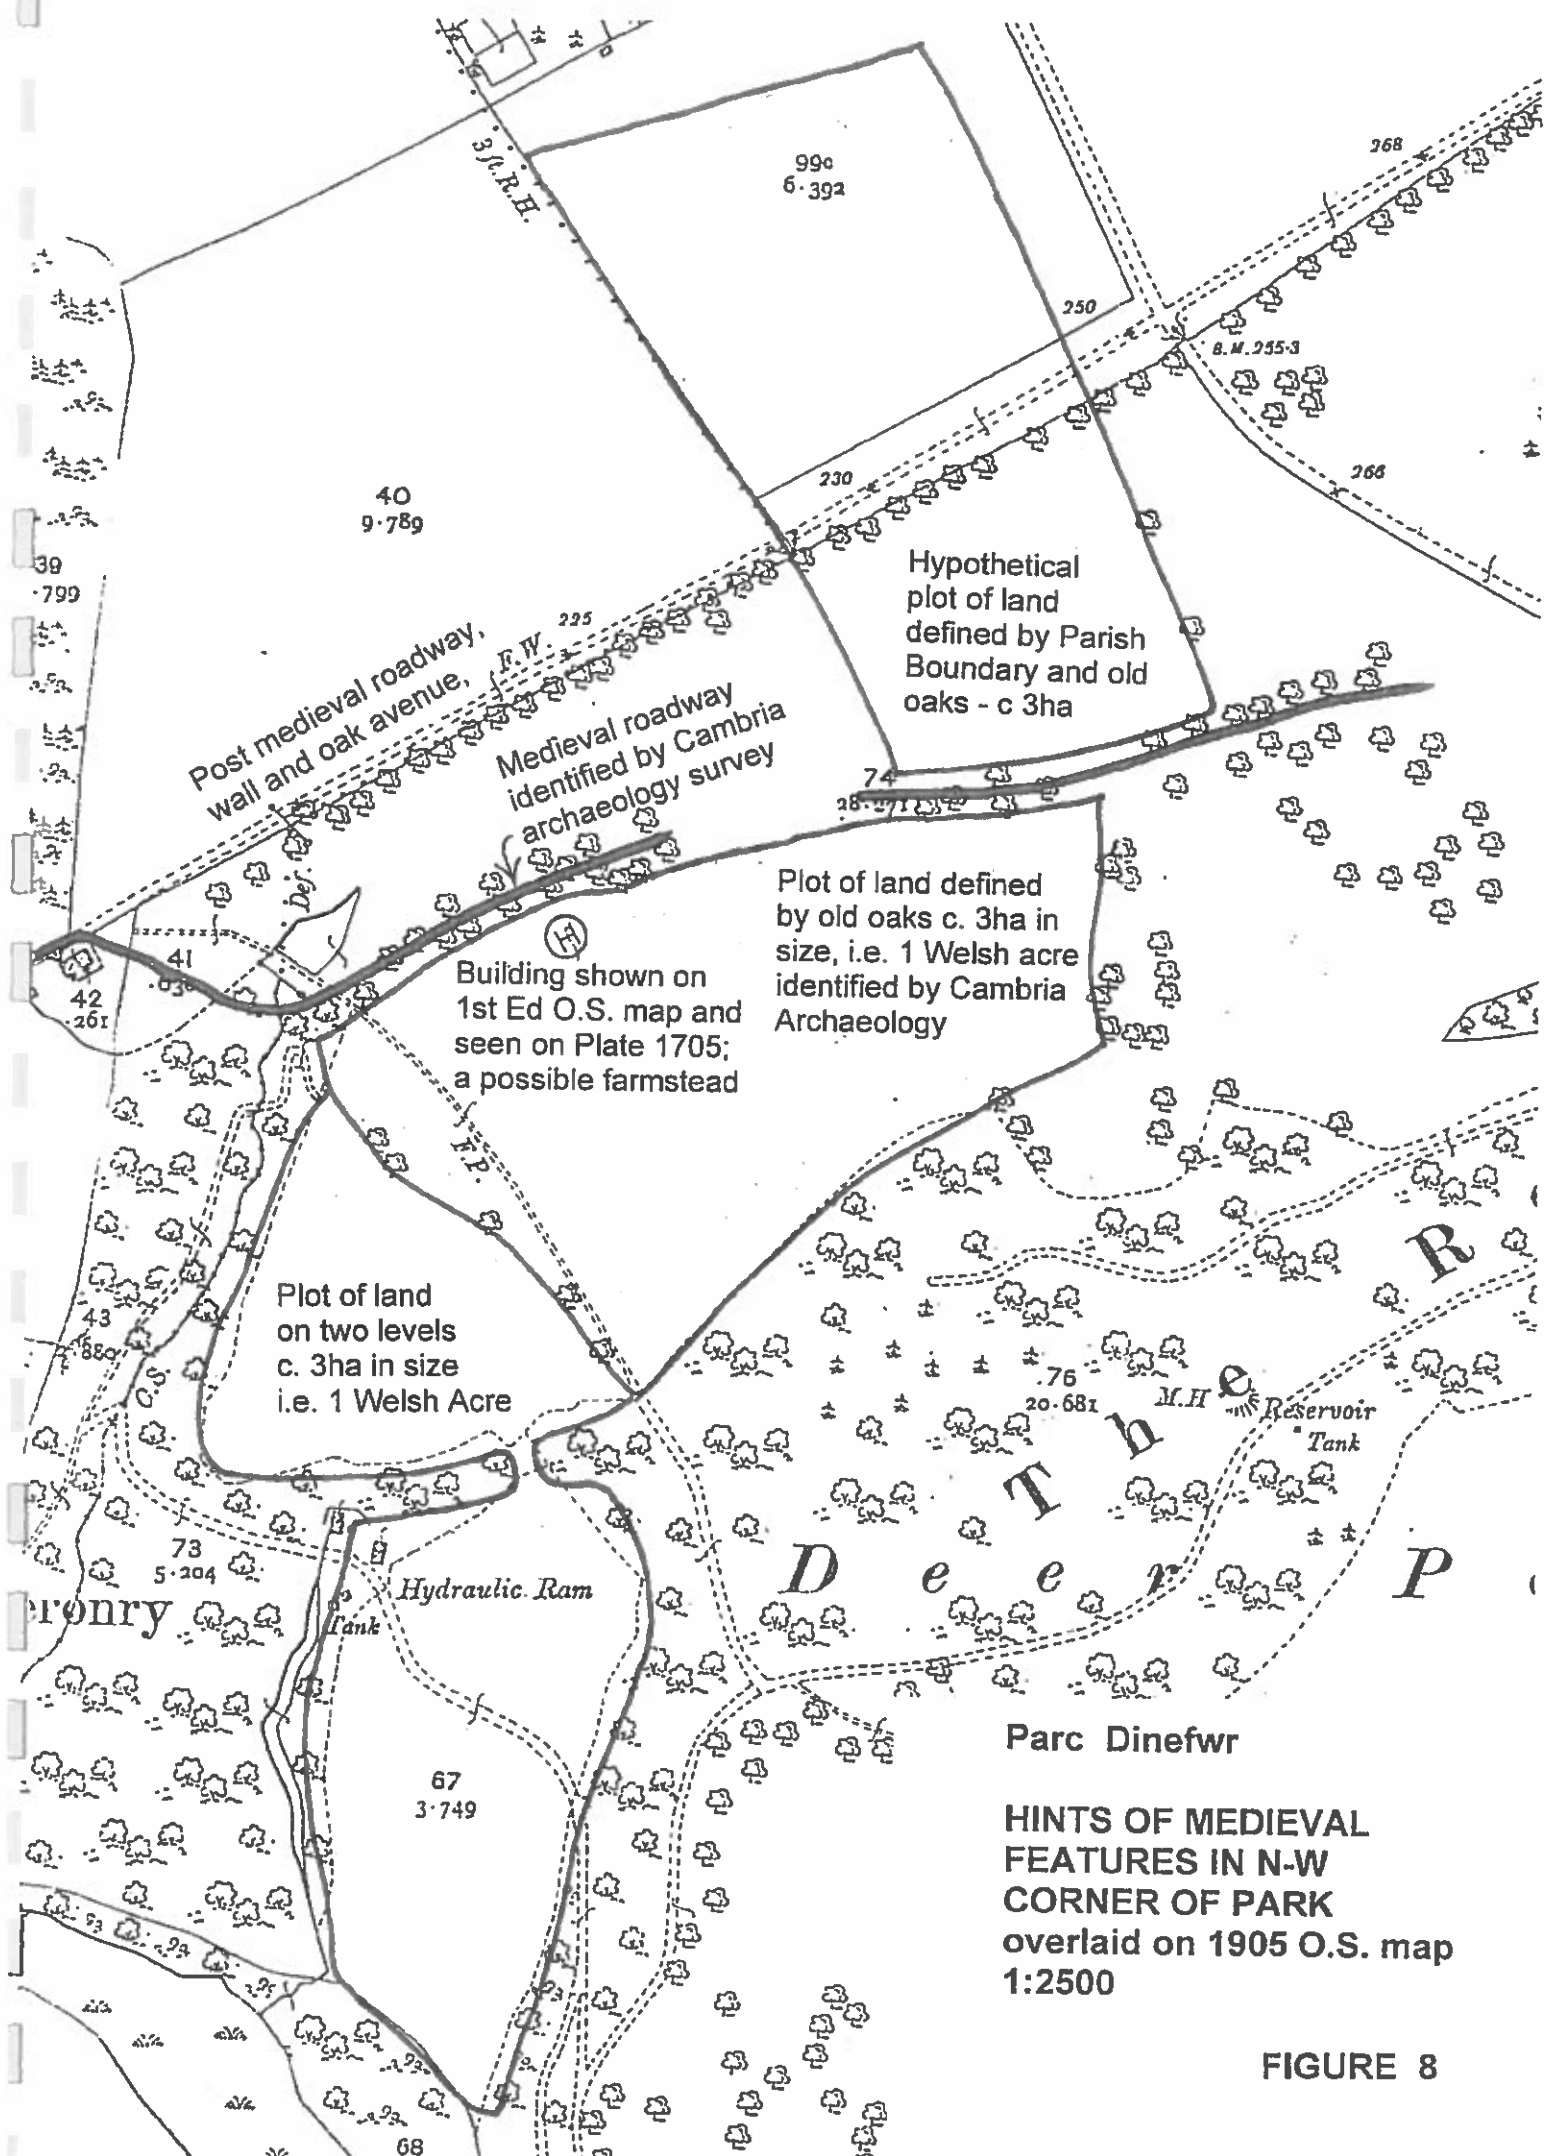 3 ft. R.H.
990
6·392
268
250
B.M. 255·3
266
230
40
9·789
39
·799
Hypothetical
plot of land
defined by Parish
Boundary and old
oaks - c 3ha
225
F.W.
Post medieval roadway,
wall and oak avenue,
Medieval roadway
identified by Cambria
archaeology survey
74
Def.
Plot of land defined
by old oaks c. 3ha in
size, i.e. 1 Welsh acre
identified by Cambria
Archaeology
41
42
·261
H
Building shown on
1st Ed O.S. map and
seen on Plate 1705;
a possible farmstead
F.P.
Plot of land
on two levels
c. 3ha in size
i.e. 1 Welsh Acre
43
·880
C.S.
76
20·681
M.H
Reservoir
Tank
The
R
Deer
P
73
5·204
eronry
Hydraulic Ram
Tank
67
3·749
Parc Dinefwr
HINTS OF MEDIEVAL
FEATURES IN N-W
CORNER OF PARK
overlaid on 1905 O.S. map
1:2500
FIGURE 8
68